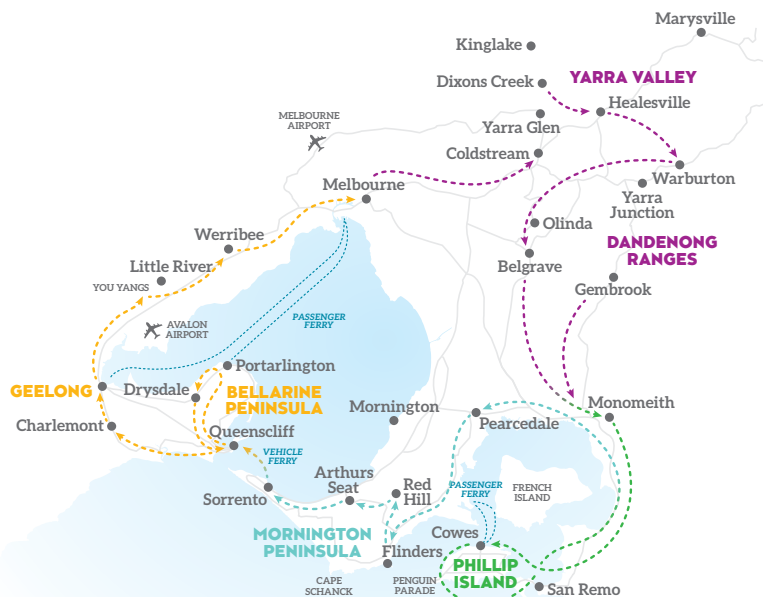 Marysville
Kinglake
YARRA VALLEY
Dixons Creek
Healesville
MELBOURNE
AIRPORT
Yarra Glen
Coldstream
Warburton
Melbourne
Yarra
Junction
Olinda
Werribee
DANDENONG
RANGES
Little River
Belgrave
YOU YANGS
Gembrook
PASSENGER
FERRY
AVALON
AIRPORT
Portarlington
GEELONG
Drysdale
BELLARINE
PENINSULA
Mornington
Monomeith
Charlemont
Pearcedale
Queenscliff
VEHICLE
FERRY
Arthurs
Seat
Red
Hill
PASSENGER
FERRY
FRENCH
ISLAND
Sorrento
MORNINGTON
PENINSULA
Cowes
Flinders
PHILLIP
ISLAND
CAPE
SCHANCK
PENGUIN
PARADE
San Remo